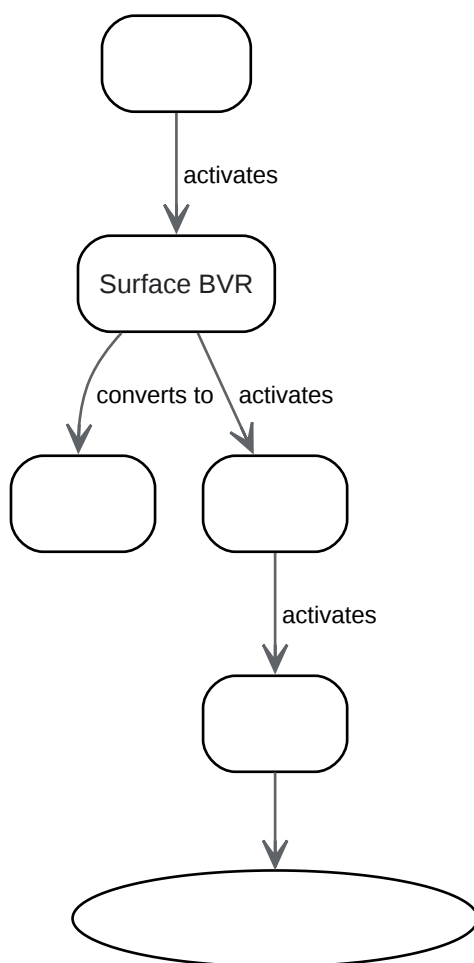 activates
Surface BVR
converts to
activates
activates